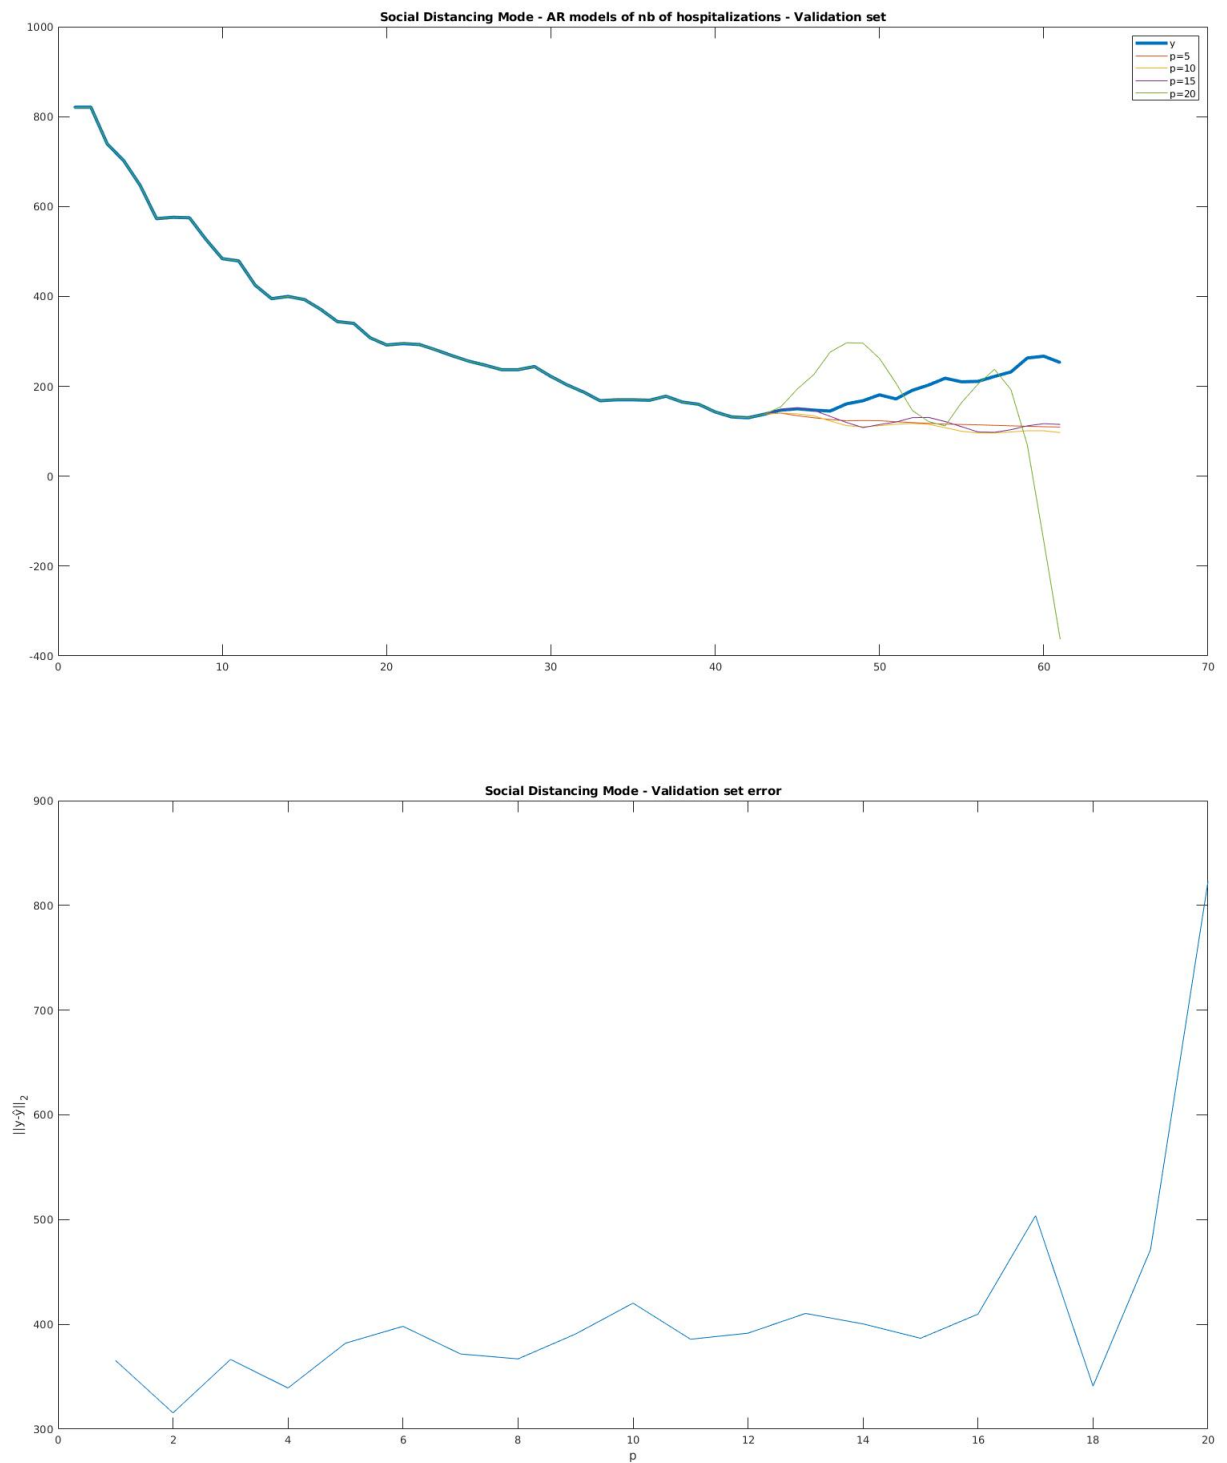 Social Distancing Mode - AR models of nb of hospitalizations - Validation set
1000
800
600
400
200
0
-200
-400
0 10 20 30 40 50 60 70
y
p=5
p=10
p=15
p=20
Social Distancing Mode - Validation set error
900
800
700
600
500
400
300
||y-ŷ||2
0 2 4 6 8 10 12 14 16 18 20
p